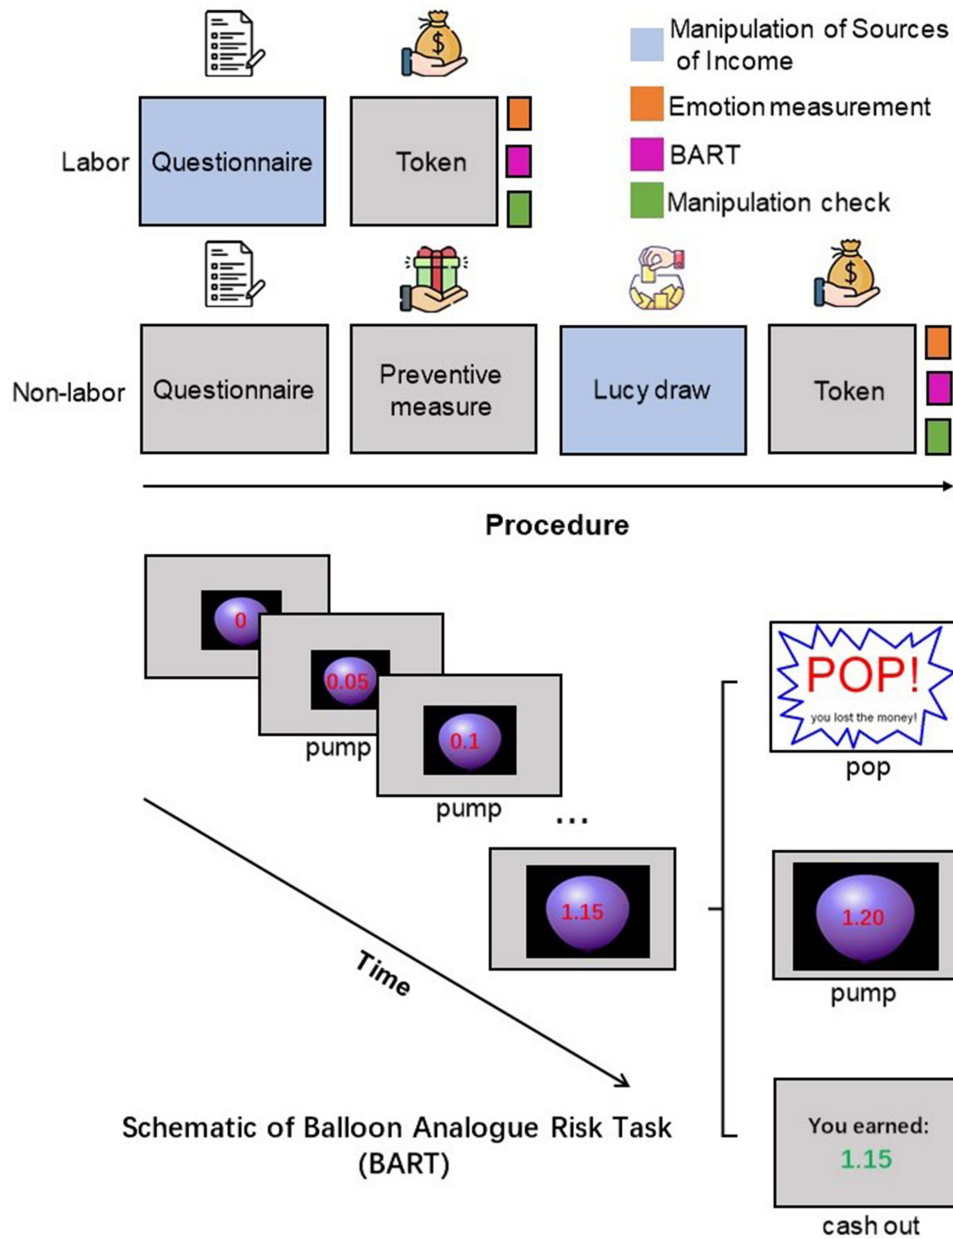 Manipulation of Sources
of Income
Emotion measurement
BART
Manipulation check
Labor
Questionnaire
$
Token
Non-labor
Questionnaire
Preventive
measure
Lucy draw
$
Token
Procedure
0
0.05
pump
0.1
pump
...
1.15
POP!
you lost the money!
pop
1.20
pump
You earned:
1.15
cash out
Time
Schematic of Balloon Analogue Risk Task
(BART)